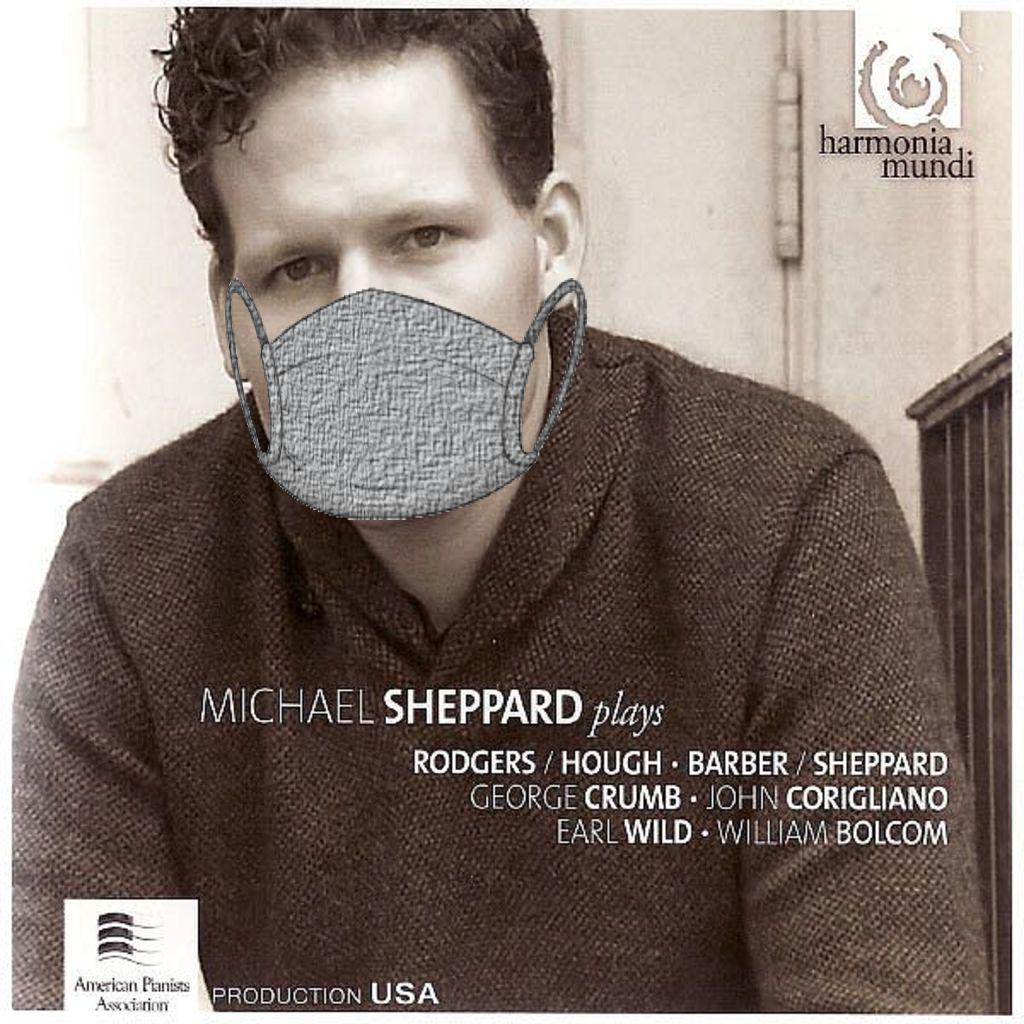 harmonia
mundi
MICHAEL SHEPPARD plays
RODGERS / HOUGH • BARBER / SHEPPARD
GEORGE CRUMB • JOHN CORIGLIANO
EARL WILD • WILLIAM BOLCOM
American Pianists
Association
PRODUCTION USA